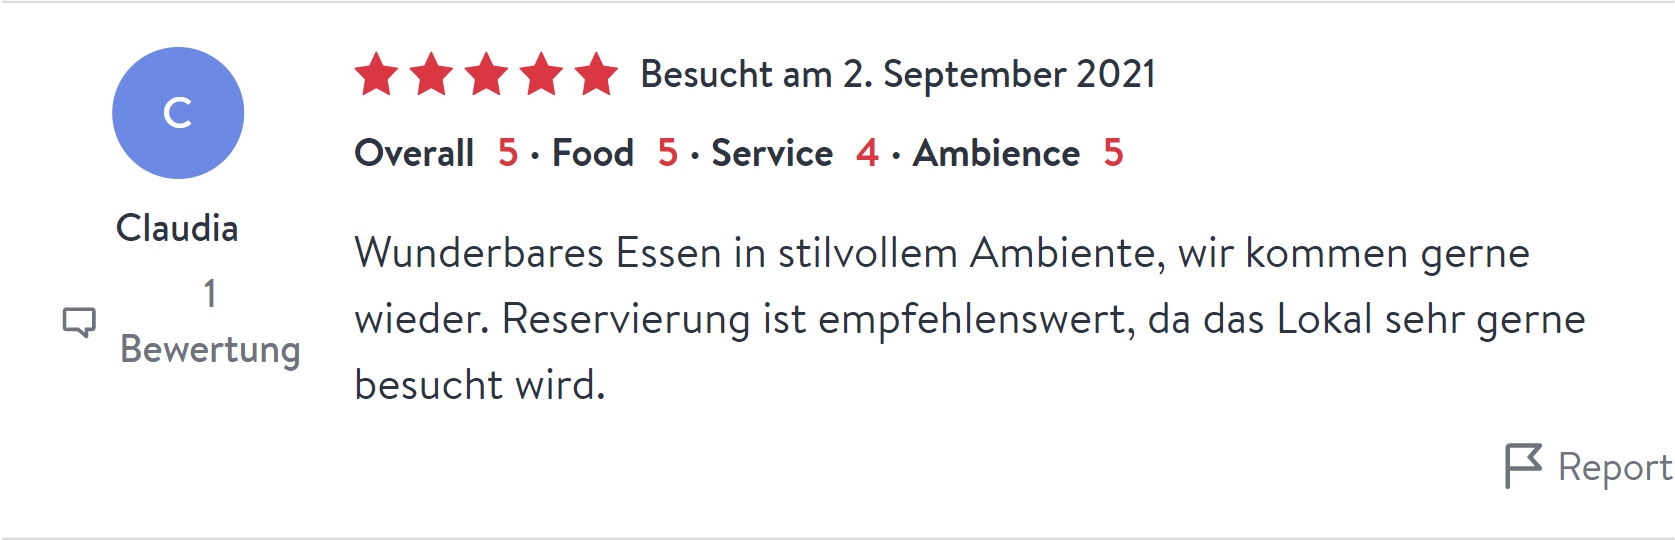 C
Claudia
1
Bewertung
Besucht am 2. September 2021
Overall 5 · Food 5 · Service 4 · Ambience 5
Wunderbares Essen in stilvollem Ambiente, wir kommen gerne
wieder. Reservierung ist empfehlenswert, da das Lokal sehr gerne
besucht wird.
Report